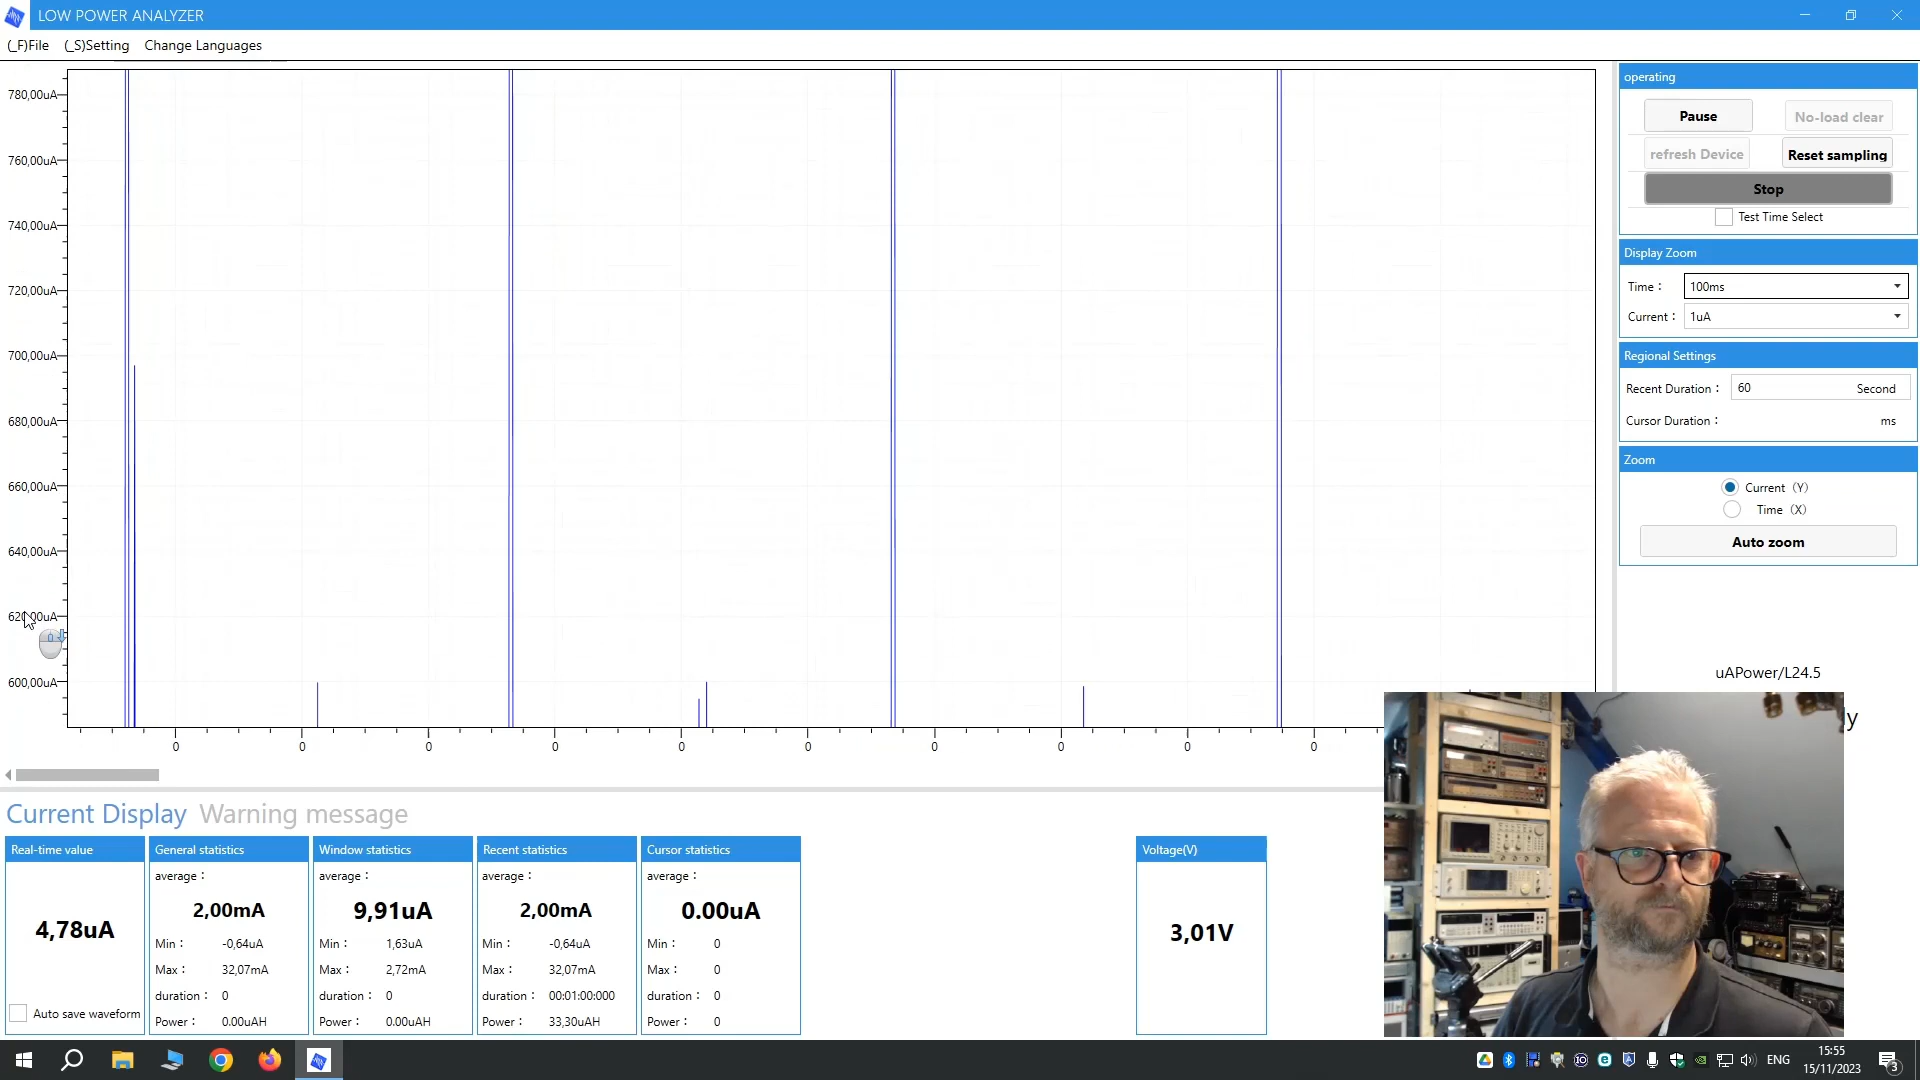 LOW POWER ANALYZER
(_F)File (_S)Setting Change Languages
780,00uA
760,00uA
740,00uA
720,00uA
700,00uA
680,00uA
660,00uA
640,00uA
620,00uA
600,00uA
0 0 0 0 0 0 0 0 0 0
operating
Pause No-load clear
refresh Device Reset sampling
Stop
Test Time Select
Display Zoom
Time : 100ms
Current : 1uA
Regional Settings
Recent Duration : 60 Second
Cursor Duration : ms
Zoom
Current (Y)
Time (X)
Auto zoom
uAPower/L24.5
y
Current Display Warning message
Real-time value
4,78uA
Auto save waveform
General statistics
average :
2,00mA
Min : -0,64uA
Max : 32,07mA
duration : 0
Power : 0.00uAH
Window statistics
average :
9,91uA
Min : 1,63uA
Max : 2,72mA
duration : 0
Power : 0.00uAH
Recent statistics
average :
2,00mA
Min : -0,64uA
Max : 32,07mA
duration : 00:01:00:000
Power : 33,30uAH
Cursor statistics
average :
0.00uA
Min : 0
Max : 0
duration : 0
Power : 0
Voltage(V)
3,01V
ENG
15:55
15/11/2023
3